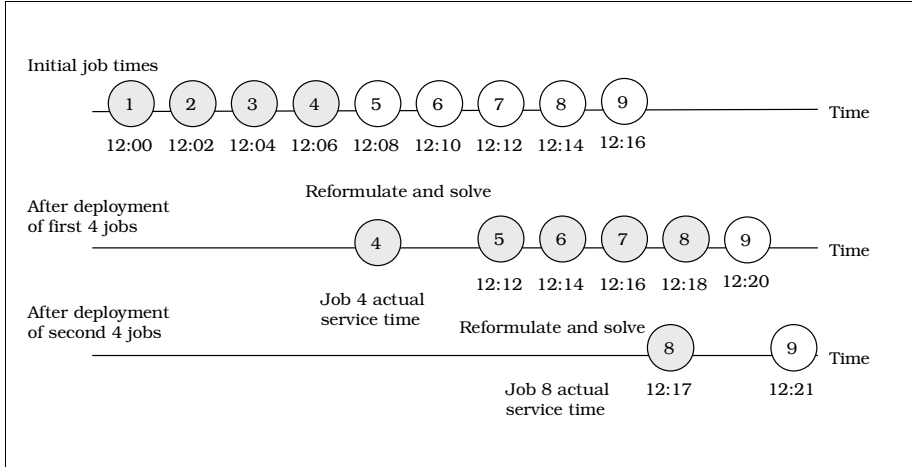 Initial job times
1 2 3 4 5 6 7 8 9
Time
12:00 12:02 12:04 12:06 12:08 12:10 12:12 12:14 12:16
Reformulate and solve
After deployment
of first 4 jobs
4 5 6 7 8 9
Time
12:12 12:14 12:16 12:18 12:20
Job 4 actual
service time
After deployment
of second 4 jobs
Reformulate and solve
8 9
Time
Job 8 actual
service time
12:17 12:21